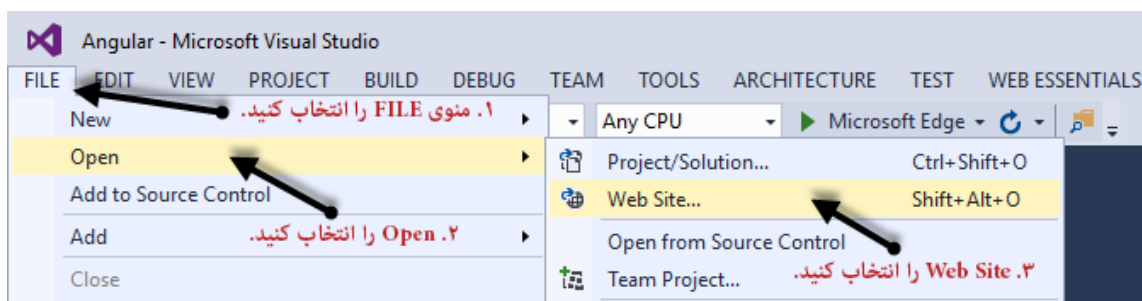 Angular - Microsoft Visual Studio
FILE EDIT VIEW PROJECT BUILD DEBUG TEAM TOOLS ARCHITECTURE TEST WEB ESSENTIALS
۱. منوی FILE را انتخاب کنید.
New
Any CPU Microsoft Edge
Open
Project/Solution... Ctrl+Shift+O
Add to Source Control
Web Site... Shift+Alt+O
Add
۲. Open را انتخاب کنید.
Open from Source Control
۳. Web Site را انتخاب کنید.
Close
Team Project...